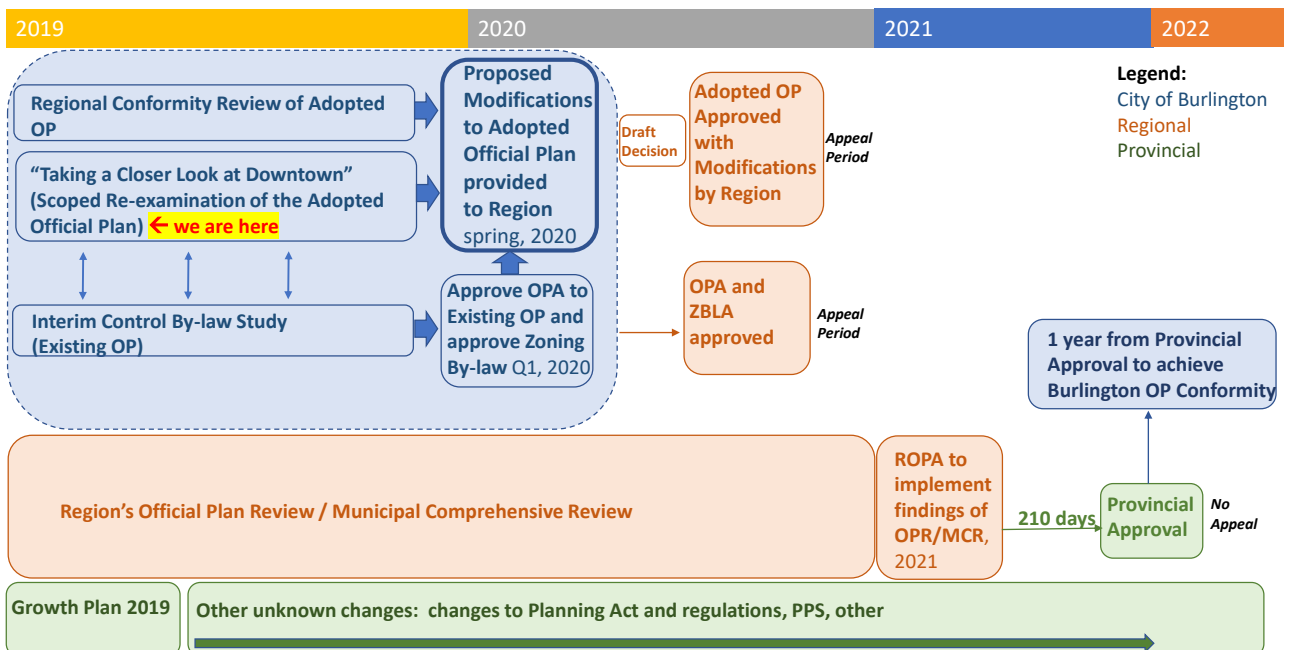 2019
2020
2021
2022
Regional Conformity Review of Adopted
OP
“Taking a Closer Look at Downtown”
(Scoped Re-examination of the Adopted
Official Plan) ← we are here
Interim Control By-law Study
(Existing OP)
Proposed
Modifications
to Adopted
Official Plan
provided
to Region
spring, 2020
Approve OPA to
Existing OP and
approve Zoning
By-law Q1, 2020
Draft
Decision
Adopted OP
Approved
with
Modifications
by Region
Appeal
Period
OPA and
ZBLA
approved
Appeal
Period
Legend:
City of Burlington
Regional
Provincial
1 year from Provincial
Approval to achieve
Burlington OP Conformity
Region’s Official Plan Review / Municipal Comprehensive Review
ROPA to
implement
findings of
OPR/MCR,
2021
210 days
Provincial
Approval
No
Appeal
Growth Plan 2019
Other unknown changes: changes to Planning Act and regulations, PPS, other